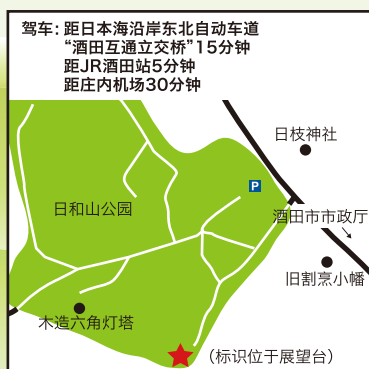 驾车：距日本海沿岸东北自动车道
“酒田互通立交桥”15分钟
距JR酒田站5分钟
距庄内机场30分钟
日枝神社
P
日和山公园
酒田市市政厅
旧割烹小幡
木造六角灯塔
（标识位于展望台）